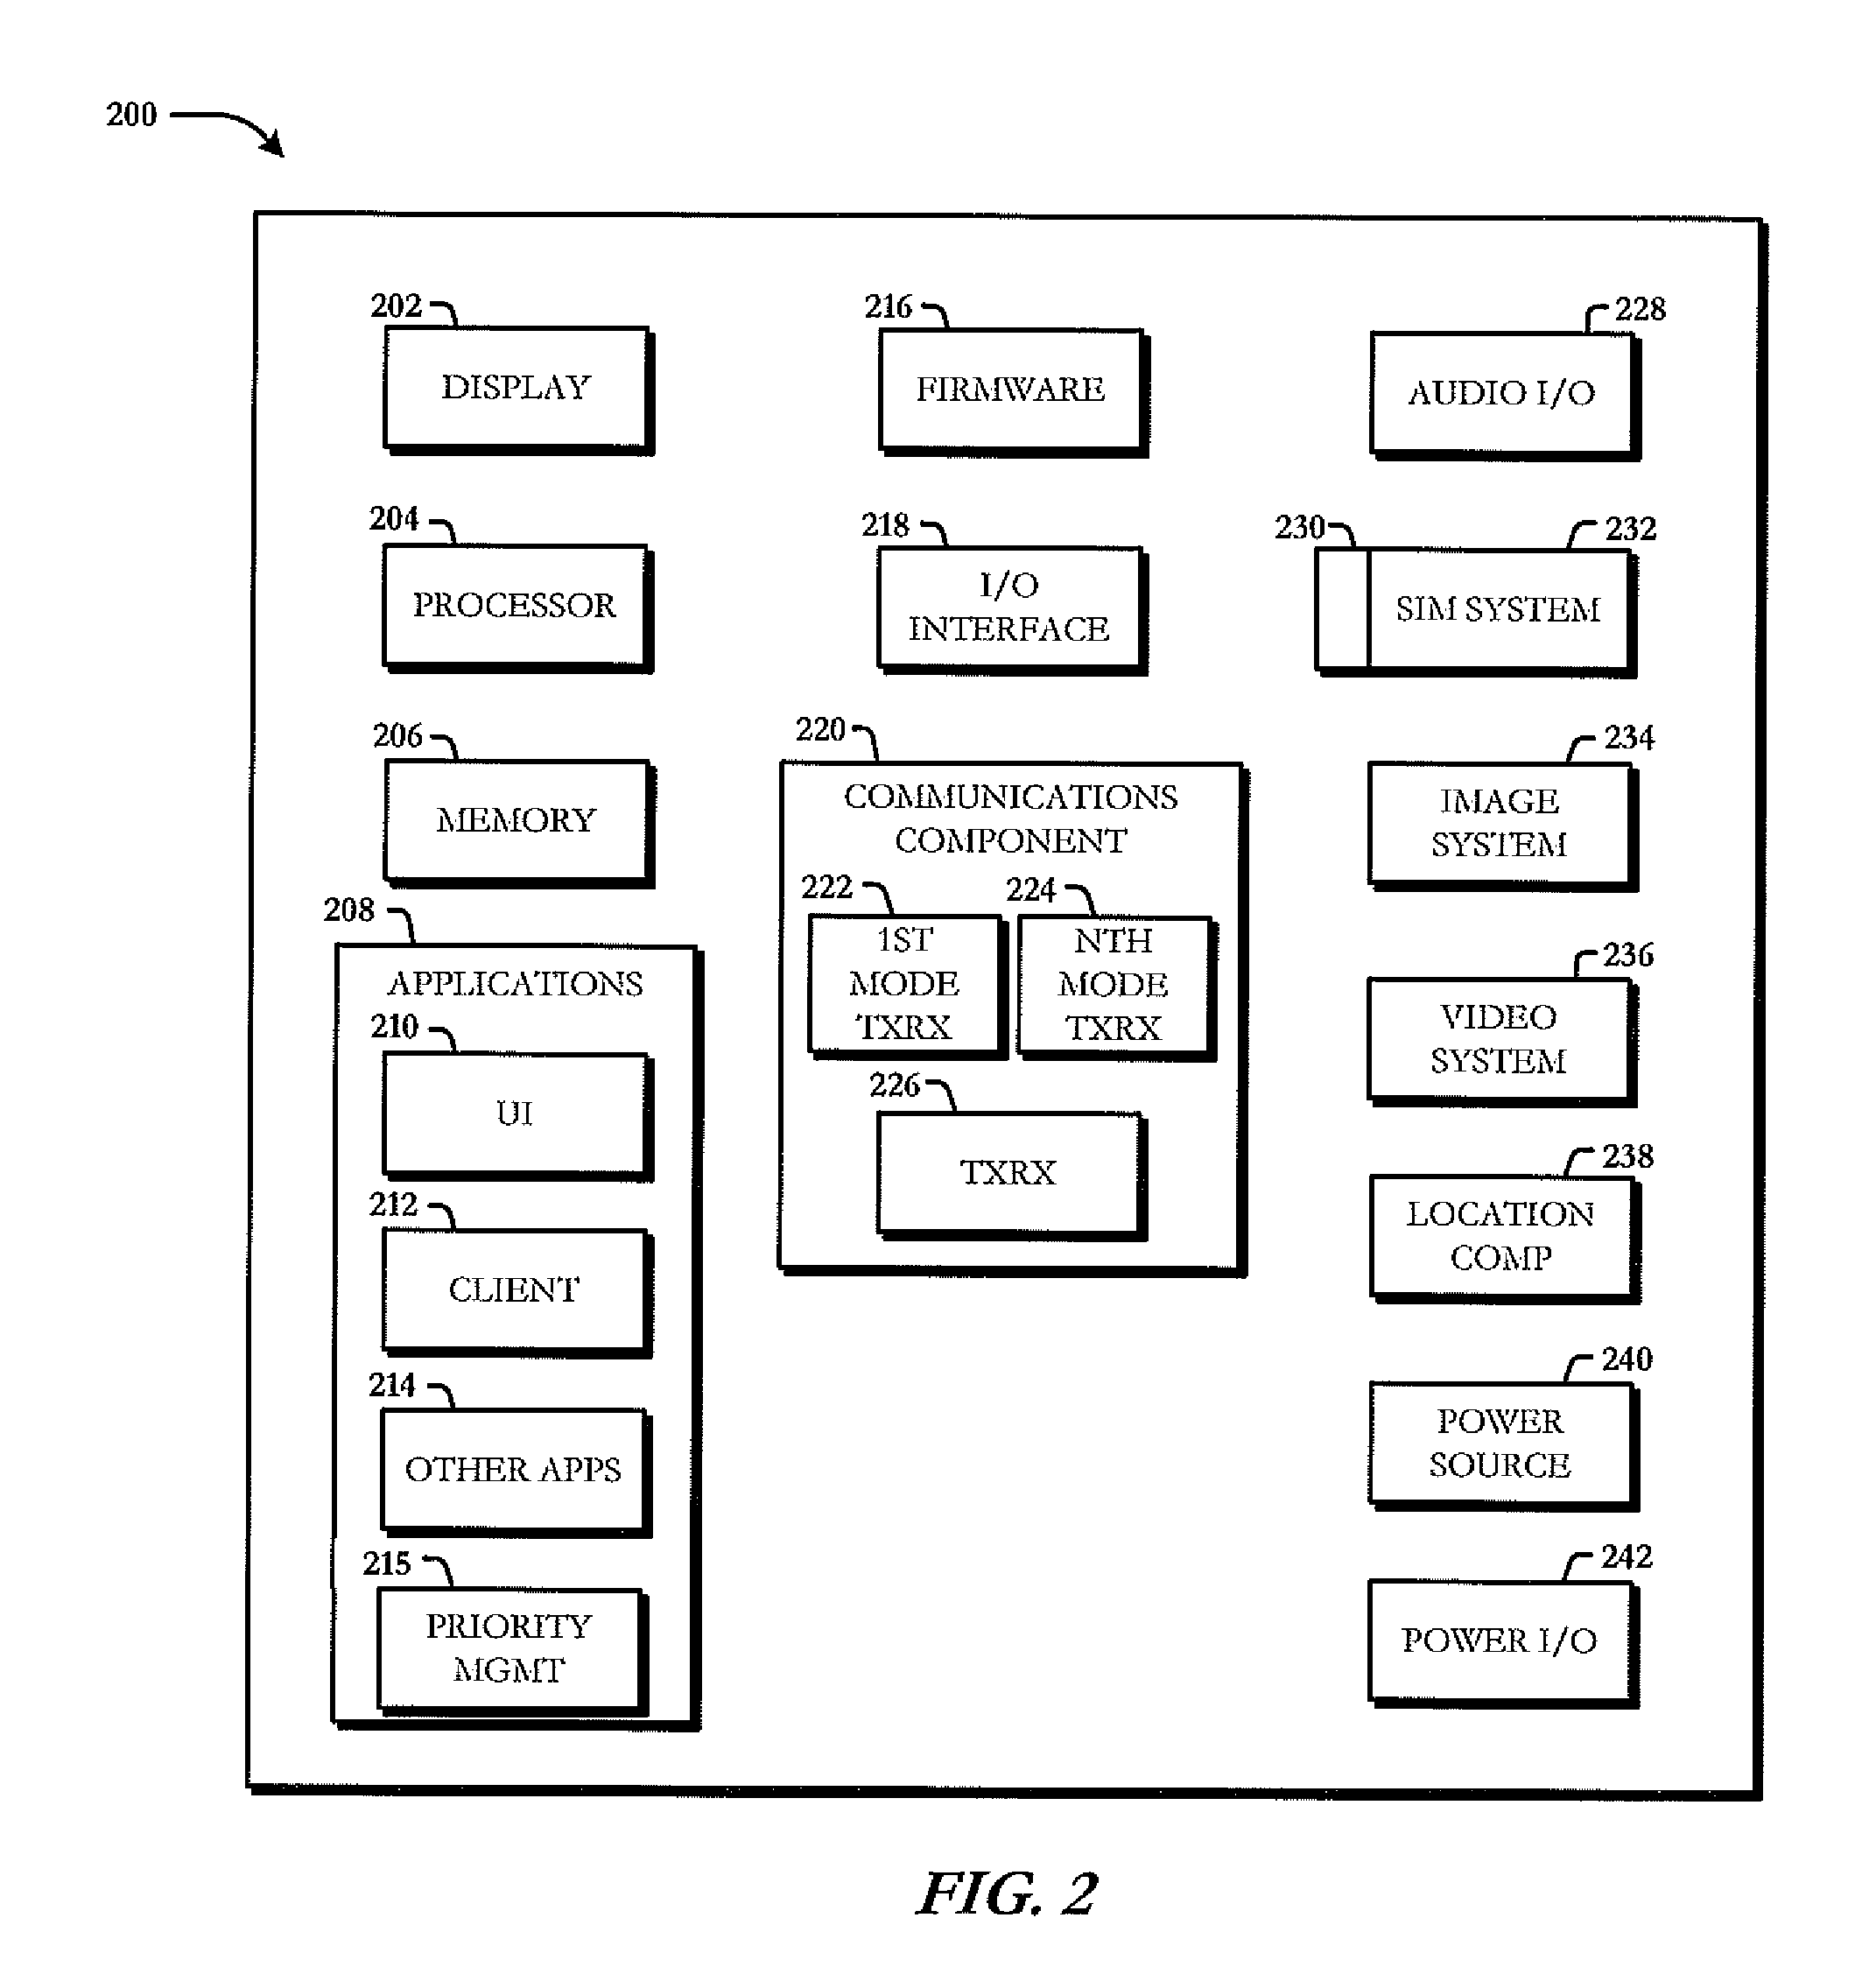 200
202
DISPLAY
204
PROCESSOR
206
MEMORY
208
APPLICATIONS
210
UI
212
CLIENT
214
OTHER APPS
215
PRIORITY
MGMT
216
FIRMWARE
218
I/O
INTERFACE
220
COMMUNICATIONS
COMPONENT
222
1ST
MODE
TXRX
224
NTH
MODE
TXRX
226
TXRX
228
AUDIO I/O
230
232
SIM SYSTEM
234
IMAGE
SYSTEM
236
VIDEO
SYSTEM
238
LOCATION
COMP
240
POWER
SOURCE
242
POWER I/O
FIG. 2